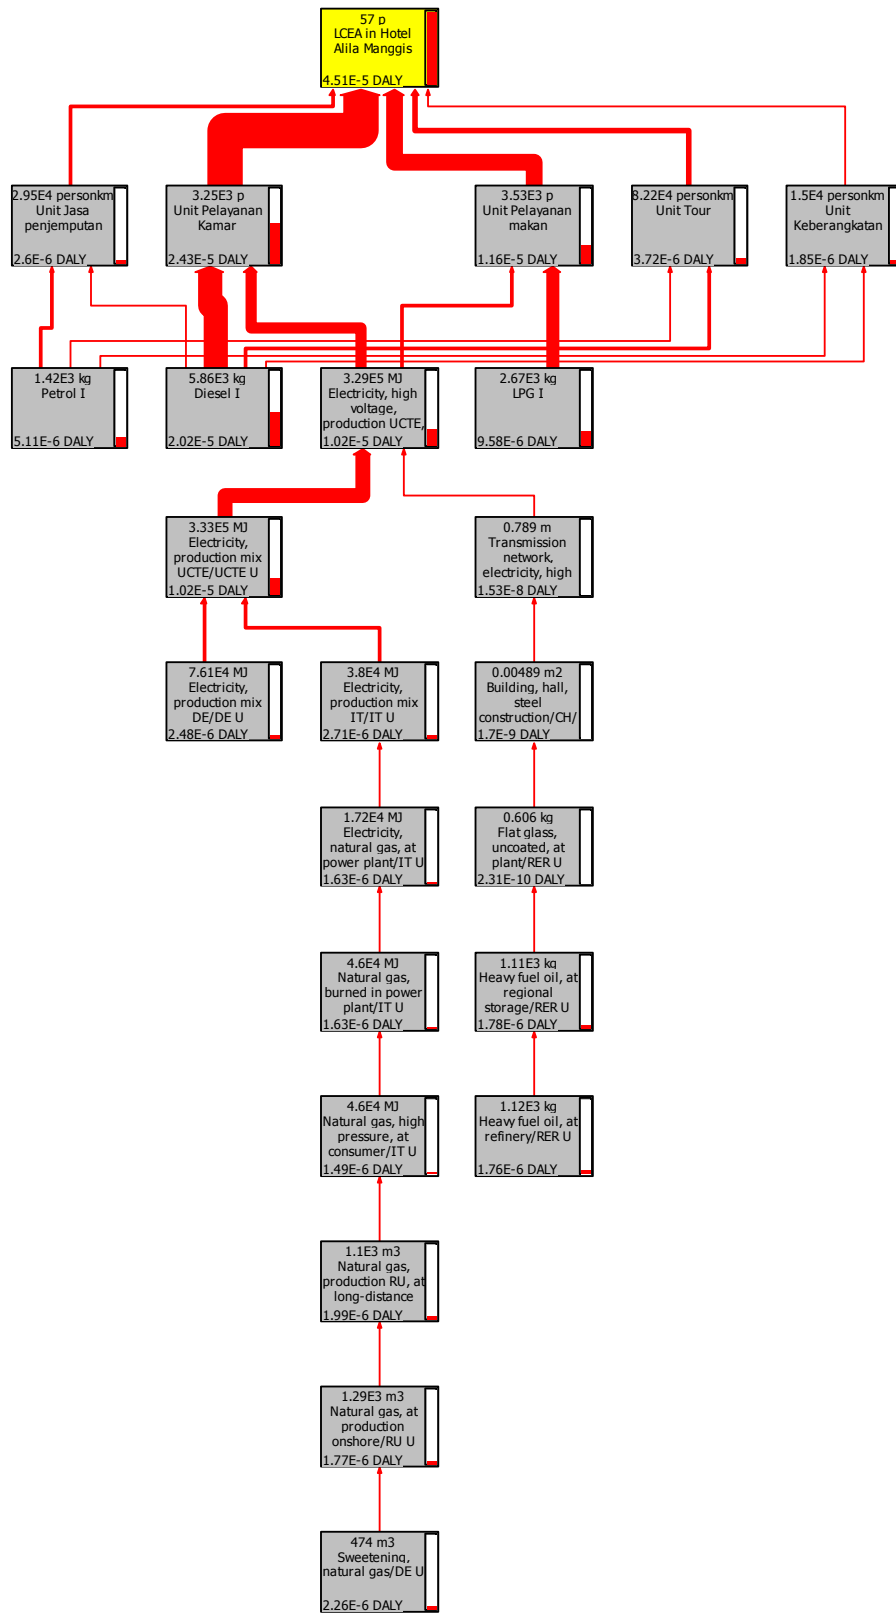 57 p
LCEA in Hotel
Alila Manggis
4.51E-5 DALY
2.95E4 personkm
Unit Jasa
penjemputan
2.6E-6 DALY
3.25E3 p
Unit Pelayanan
Kamar
2.43E-5 DALY
3.53E3 p
Unit Pelayanan
makan
1.16E-5 DALY
8.22E4 personkm
Unit Tour
3.72E-6 DALY
1.5E4 personkm
Unit
Keberangkatan
1.85E-6 DALY
1.42E3 kg
Petrol I
5.11E-6 DALY
5.86E3 kg
Diesel I
2.02E-5 DALY
3.29E5 MJ
Electricity, high
voltage,
production UCTE,
1.02E-5 DALY
2.67E3 kg
LPG I
9.58E-6 DALY
3.33E5 MJ
Electricity,
production mix
UCTE/UCTE U
1.02E-5 DALY
0.789 m
Transmission
network,
electricity, high
1.53E-8 DALY
7.61E4 MJ
Electricity,
production mix
DE/DE U
2.48E-6 DALY
3.8E4 MJ
Electricity,
production mix
IT/IT U
2.71E-6 DALY
0.00489 m2
Building, hall,
steel
construction/CH/
1.7E-9 DALY
1.72E4 MJ
Electricity,
natural gas, at
power plant/IT U
1.63E-6 DALY
0.606 kg
Flat glass,
uncoated, at
plant/RER U
2.31E-10 DALY
4.6E4 MJ
Natural gas,
burned in power
plant/IT U
1.63E-6 DALY
1.11E3 kg
Heavy fuel oil, at
regional
storage/RER U
1.78E-6 DALY
4.6E4 MJ
Natural gas, high
pressure, at
consumer/IT U
1.49E-6 DALY
1.12E3 kg
Heavy fuel oil, at
refinery/RER U
1.76E-6 DALY
1.1E3 m3
Natural gas,
production RU, at
long-distance
1.99E-6 DALY
1.29E3 m3
Natural gas, at
production
onshore/RU U
1.77E-6 DALY
474 m3
Sweetening,
natural gas/DE U
2.26E-6 DALY